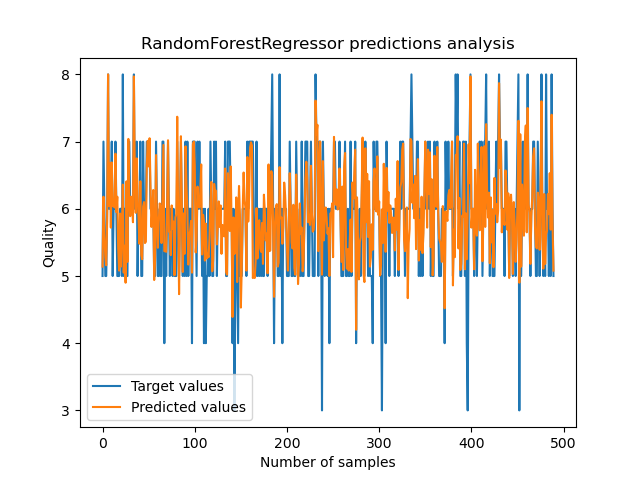 RandomForestRegressor predictions analysis
8
7
6
5
4
3
Quality
Target values
Predicted values
0 100 200 300 400 500
Number of samples